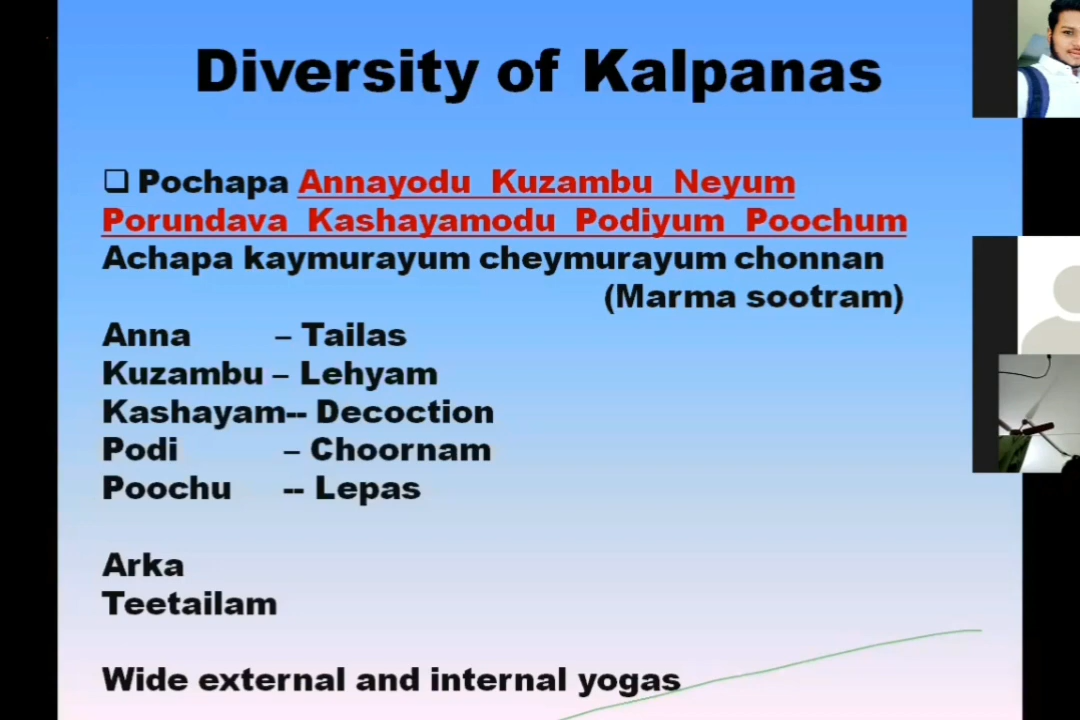 Diversity of Kalpanas
❑ Pochapa Annayodu Kuzambu Neyum
Porundava Kashayamodu Podiyum Poochum
Achapa kaymurayum cheymurayum chonnan
(Marma sootram)
Anna – Tailas
Kuzambu – Lehyam
Kashayam-- Decoction
Podi – Choornam
Poochu -- Lepas
Arka
Teetailam
Wide external and internal yogas